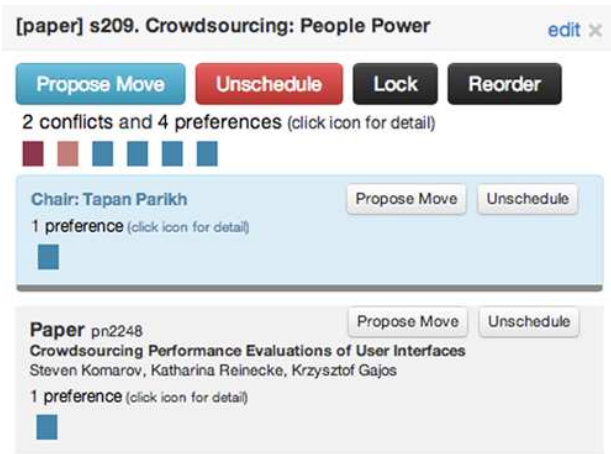 [paper] s209. Crowdsourcing: People Power edit ×
Propose Move Unschedule Lock Reorder
2 conflicts and 4 preferences (click icon for detail)
Chair: Tapan Parikh Propose Move Unschedule
1 preference (click icon for detail)
Paper pn2248 Propose Move Unschedule
Crowdsourcing Performance Evaluations of User Interfaces
Steven Komarov, Katharina Reinecke, Krzysztof Gajos
1 preference (click icon for detail)